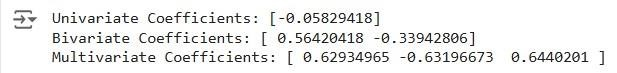 Univariate Coefficients: [-0.05829418]
Bivariate Coefficients: [ 0.56420418 -0.33942806]
Multivariate Coefficients: [ 0.62934965 -0.63196673  0.6440201 ]